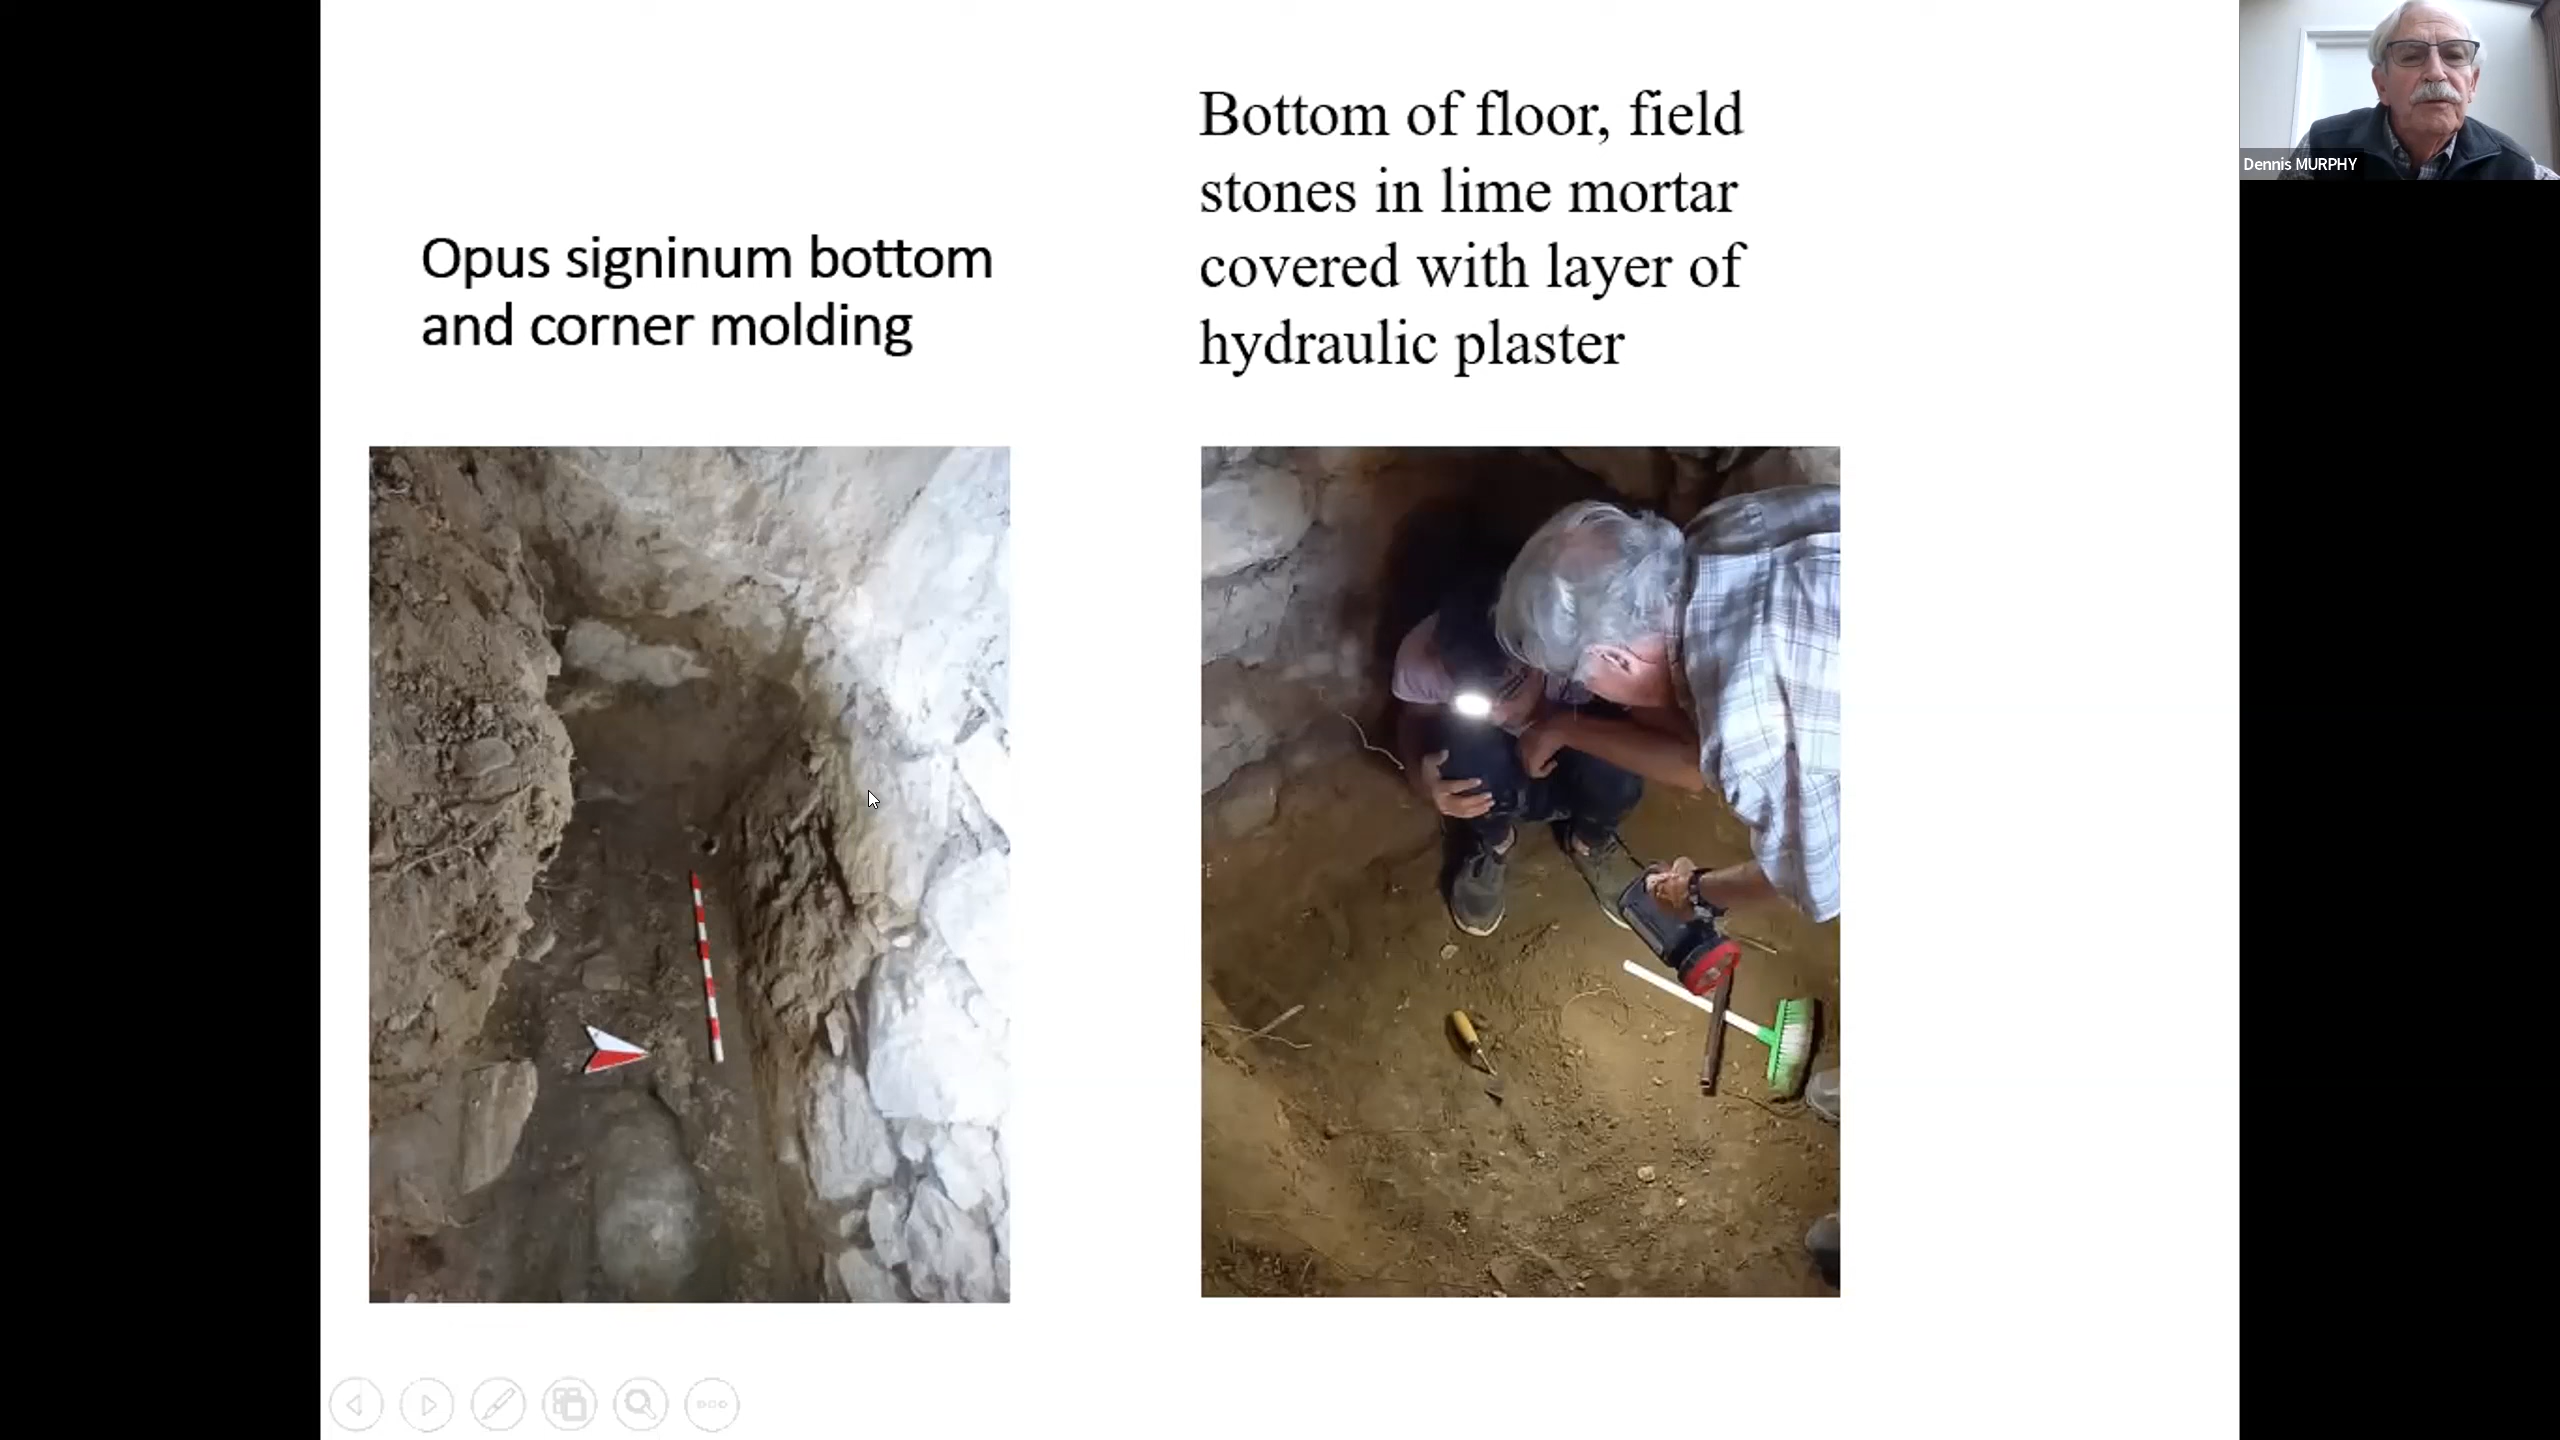 Opus signinum bottom
and corner molding
Bottom of floor, field
stones in lime mortar
covered with layer of
hydraulic plaster
Dennis MURPHY